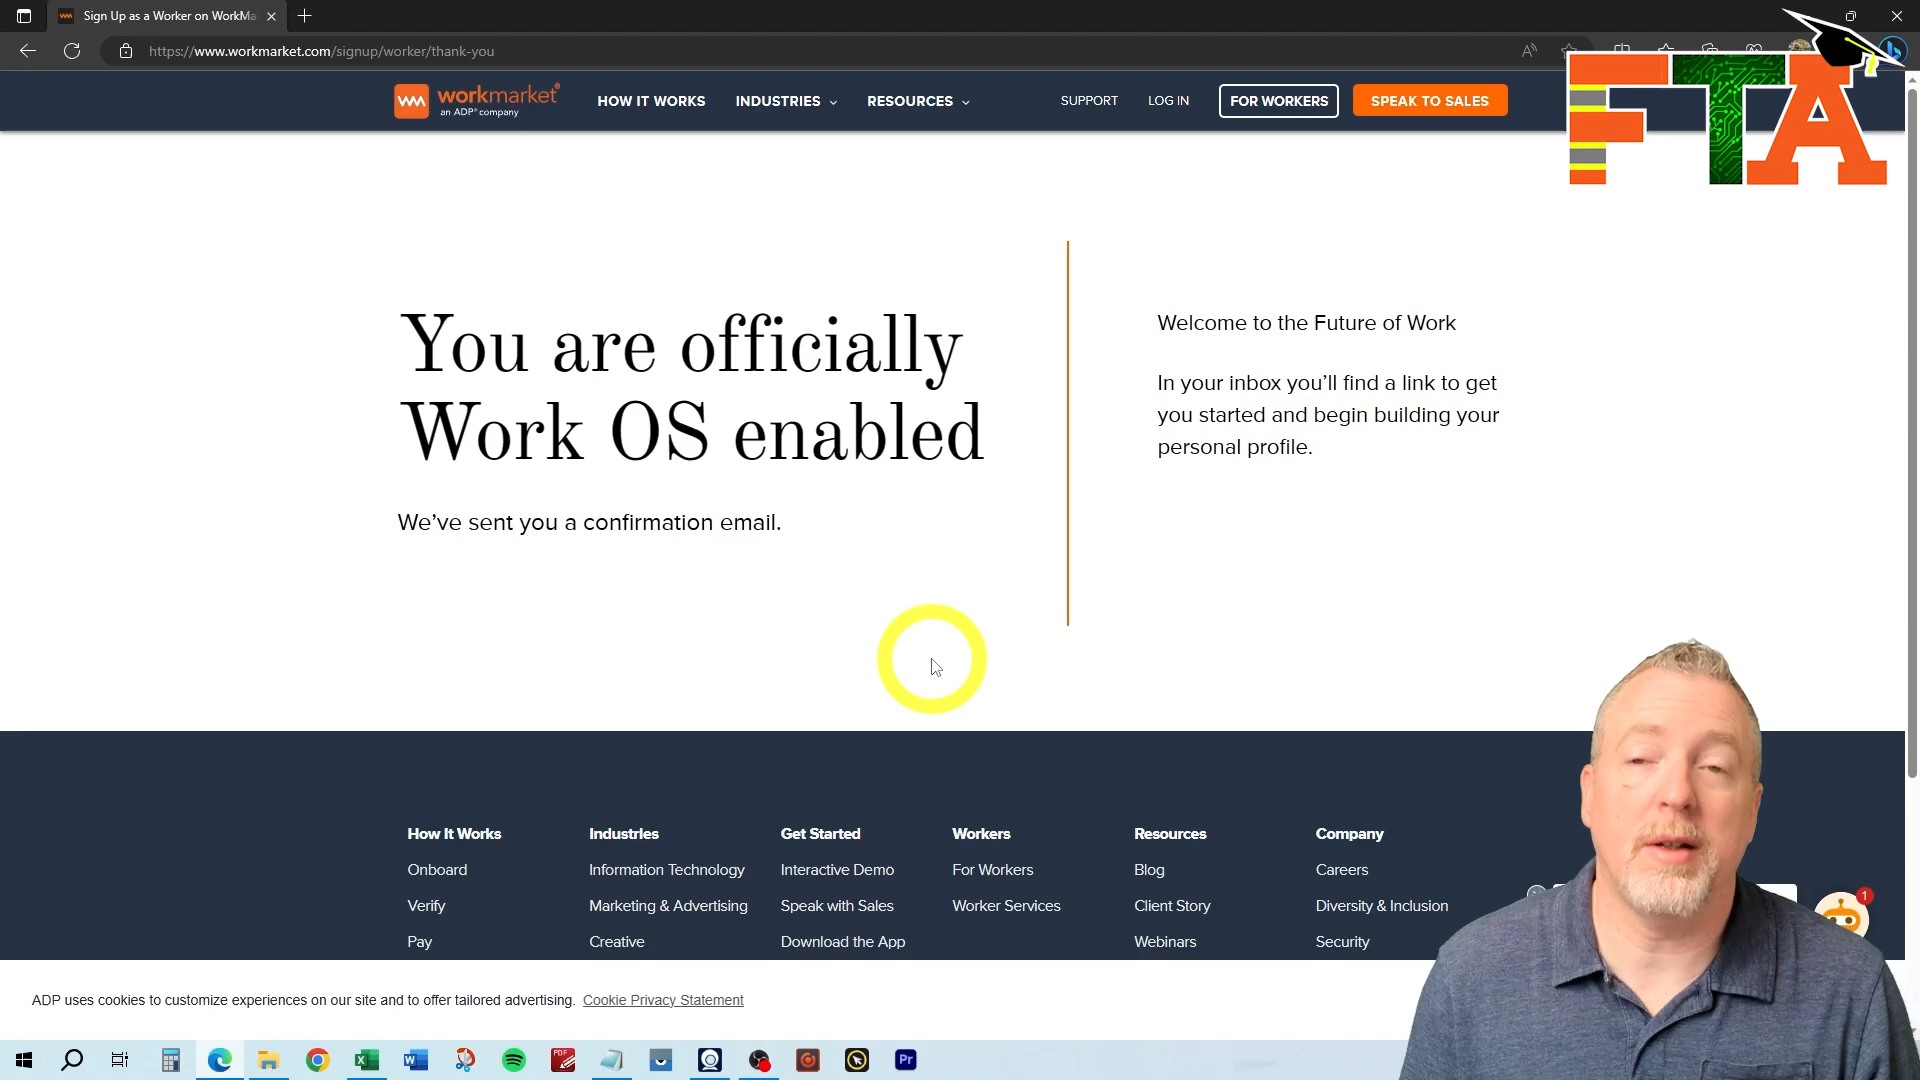 Sign Up as a Worker on WorkMa
https://www.workmarket.com/signup/worker/thank-you
workmarket®
an ADP® company
HOW IT WORKS
INDUSTRIES
RESOURCES
SUPPORT
LOG IN
FOR WORKERS
SPEAK TO SALES
FTA
You are officially
Work OS enabled
We’ve sent you a confirmation email.
Welcome to the Future of Work
In your inbox you’ll find a link to get
you started and begin building your
personal profile.
How It Works
Onboard
Verify
Pay
Industries
Information Technology
Marketing & Advertising
Creative
Get Started
Interactive Demo
Speak with Sales
Download the App
Workers
For Workers
Worker Services
Resources
Blog
Client Story
Webinars
Company
Careers
Diversity & Inclusion
Security
1
ADP uses cookies to customize experiences on our site and to offer tailored advertising. Cookie Privacy Statement
PDF
Pr